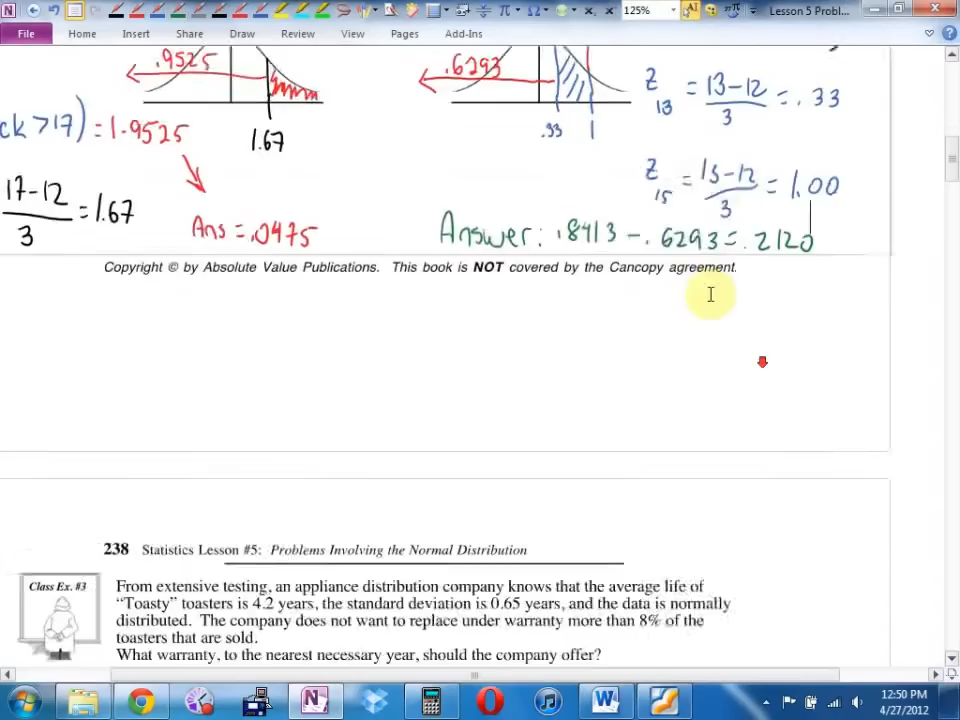 125%
Lesson 5 Probl...
File Home Insert Share Draw Review View Pages Add-Ins
.9525
.6293
Z13 = 13-12 / 3 = .33
ck >17) = 1-.9525
1.67
.33 1
17-12 / 3 = 1.67
Z15 = 15-12 / 3 = 1.00
Ans = .0475
Answer: .8413 - .6293 = .2120
Copyright © by Absolute Value Publications. This book is NOT covered by the Cancopy agreement.
238 Statistics Lesson #5: Problems Involving the Normal Distribution
Class Ex. #3
From extensive testing, an appliance distribution company knows that the average life of
“Toasty” toasters is 4.2 years, the standard deviation is 0.65 years, and the data is normally
distributed. The company does not want to replace under warranty more than 8% of the
toasters that are sold.
What warranty, to the nearest necessary year, should the company offer?
12:50 PM
4/27/2012